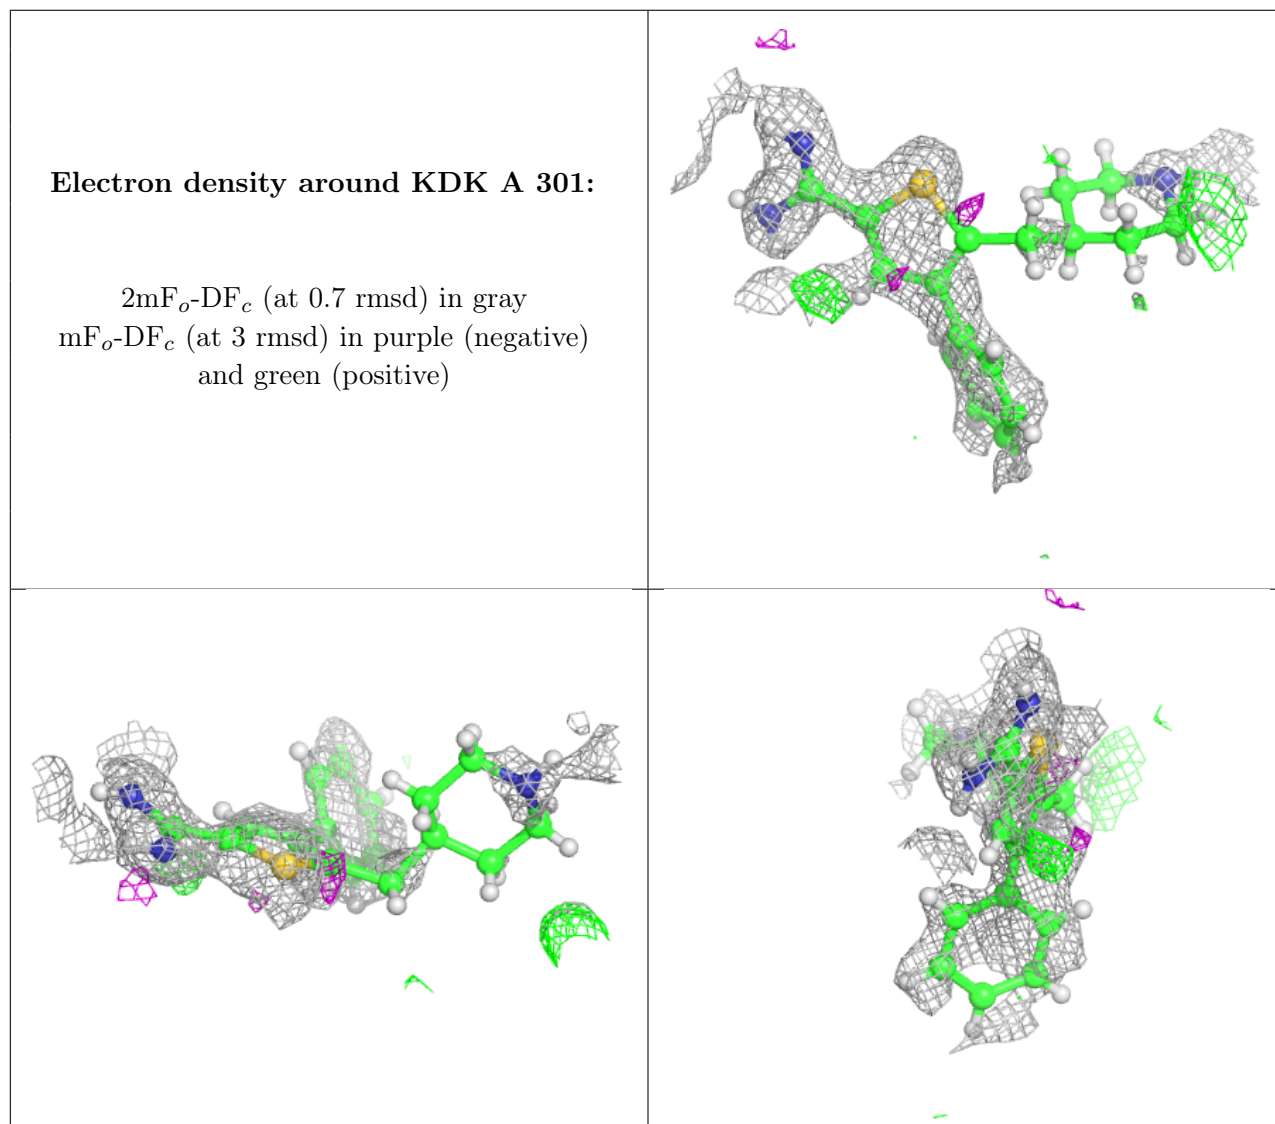 Electron density around KDK A 301:
2mFo-DFc (at 0.7 rmsd) in gray
mFo-DFc (at 3 rmsd) in purple (negative)
and green (positive)